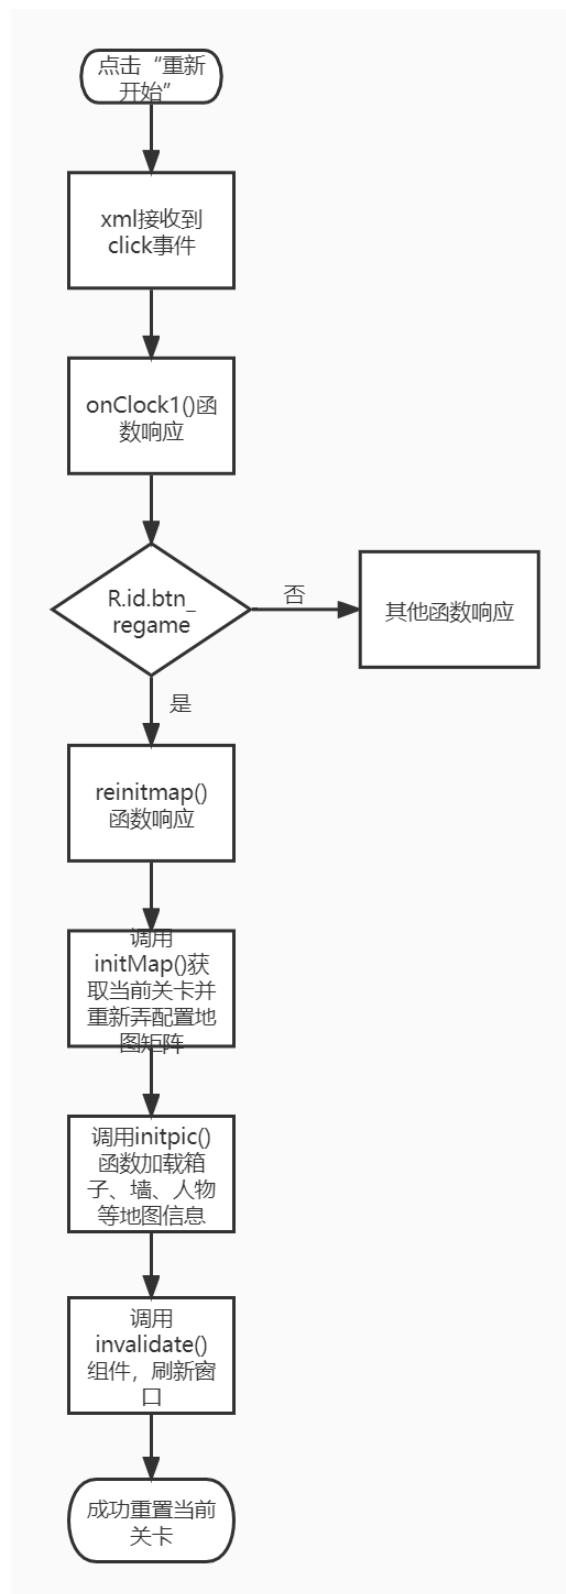 点击“重新
开始”
xml接收到
click事件
onClock1()函
数响应
R.id.btn_
regame
否
其他函数响应
是
reinitmap()
函数响应
调用
initMap()获
取当前关卡并
重新弄配置地
图矩阵
调用initpic()
函数加载箱
子、墙、人物
等地图信息
调用
invalidate()
组件，刷新窗
口
成功重置当前
关卡